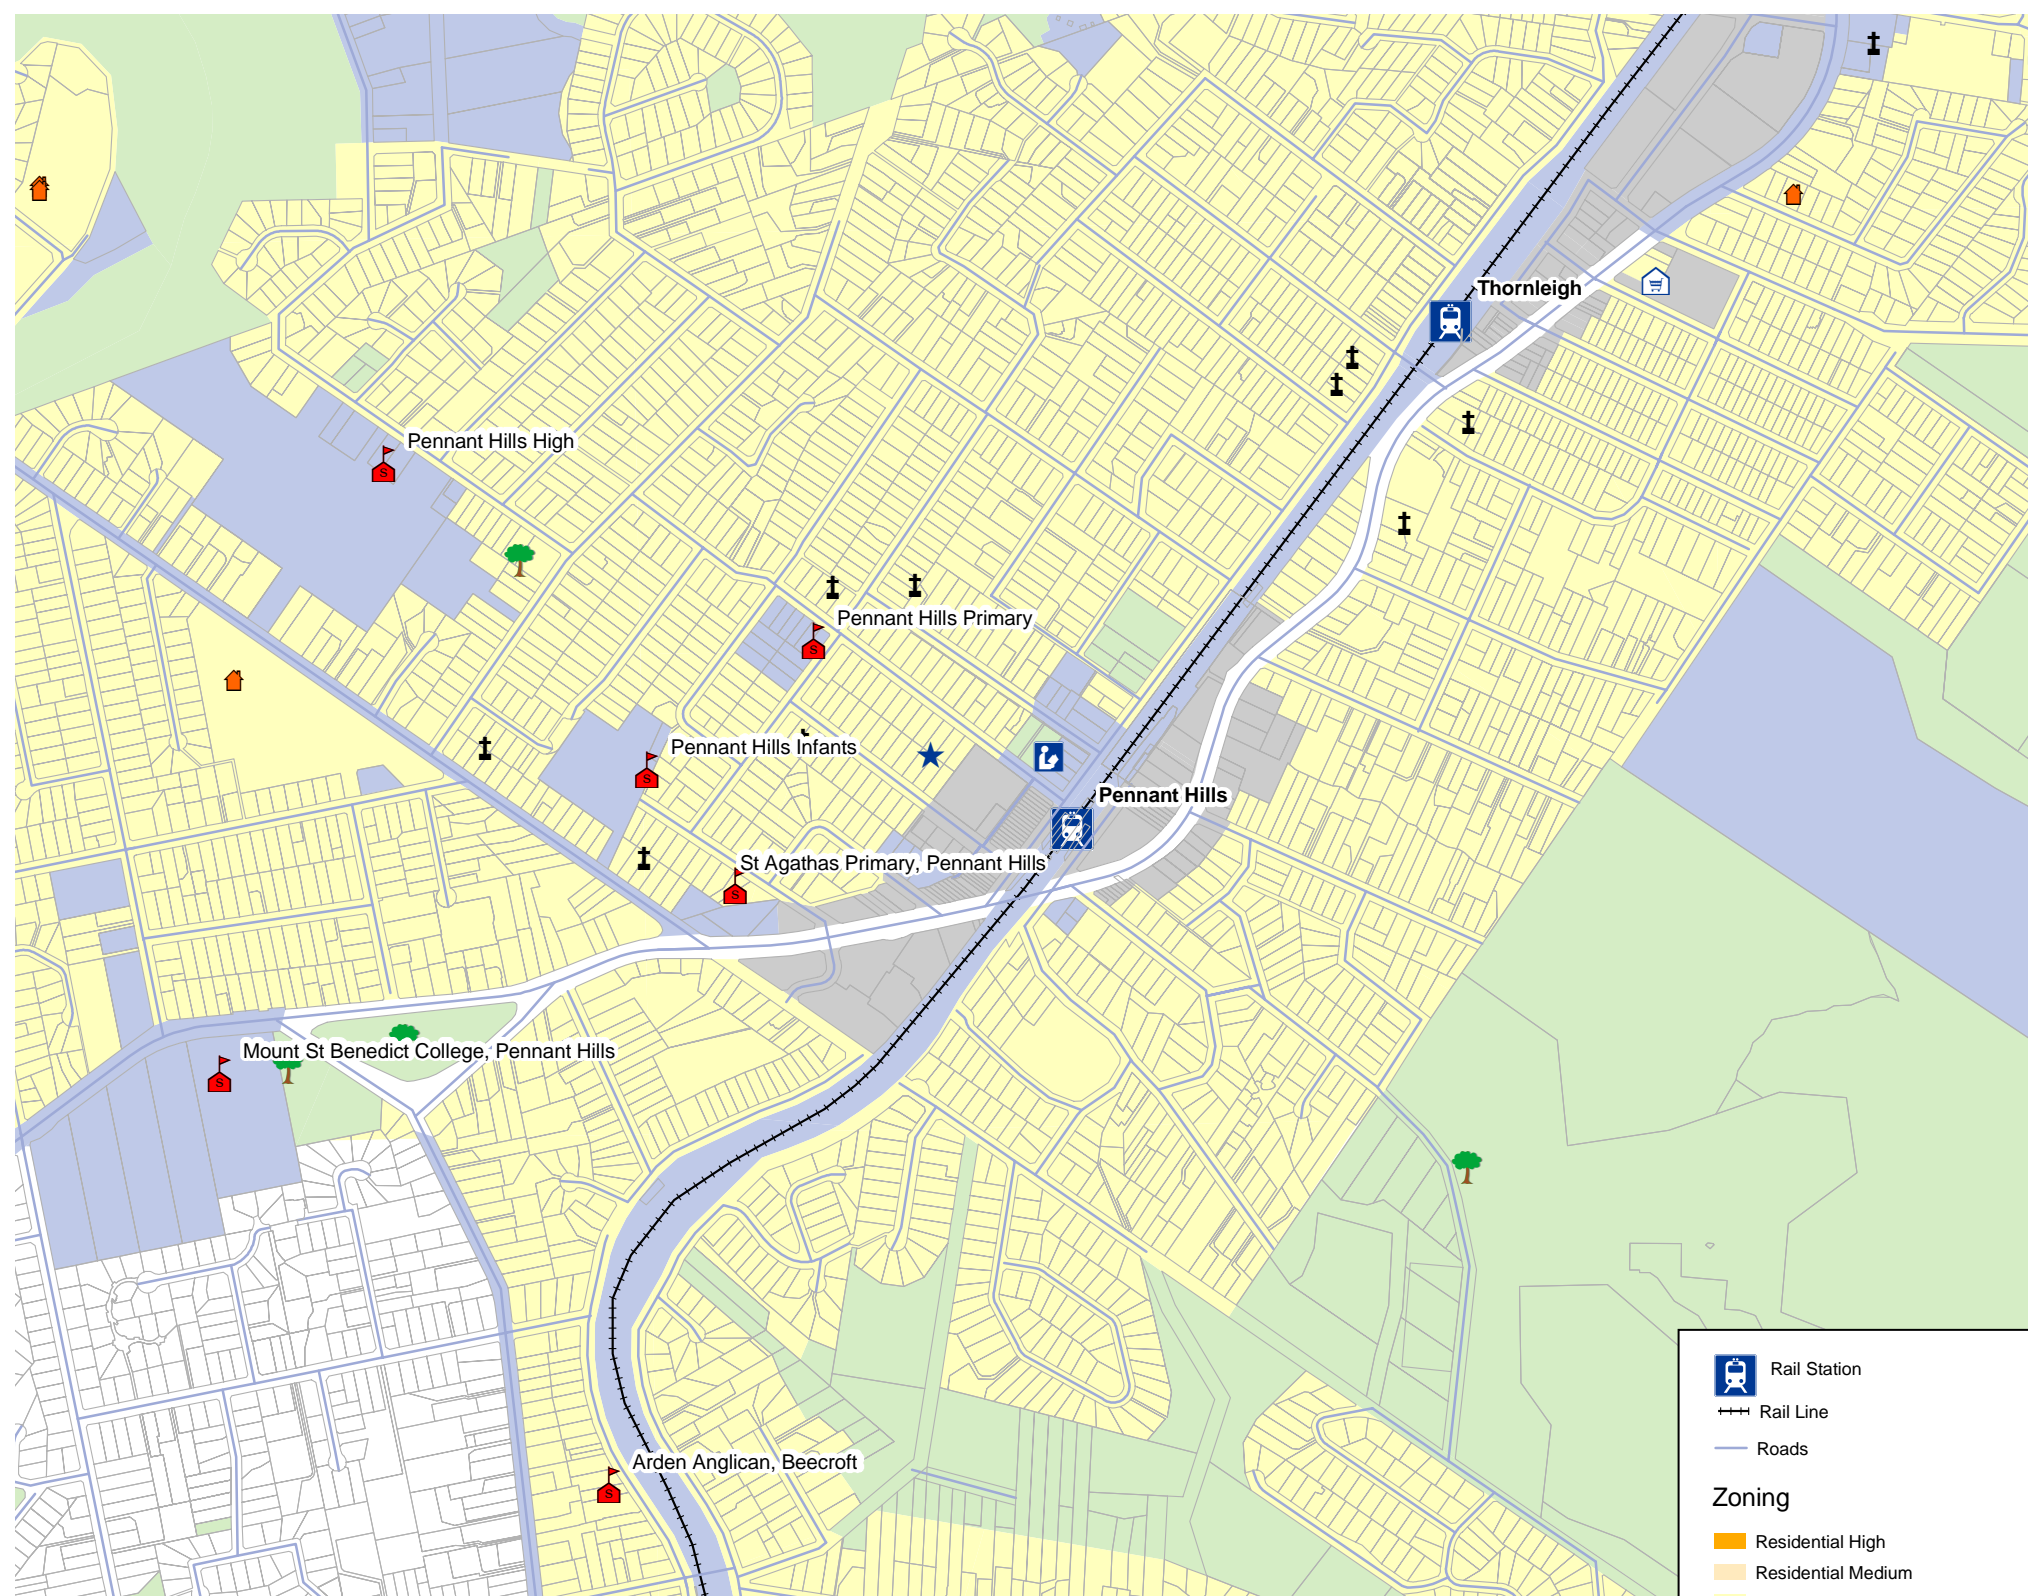 Thornleigh
Pennant Hills High
Pennant Hills Primary
Pennant Hills Infants
Pennant Hills
St Agathas Primary, Pennant Hills
Mount St Benedict College, Pennant Hills
Arden Anglican, Beecroft
Rail Station
Rail Line
Roads
Zoning
Residential High
Residential Medium